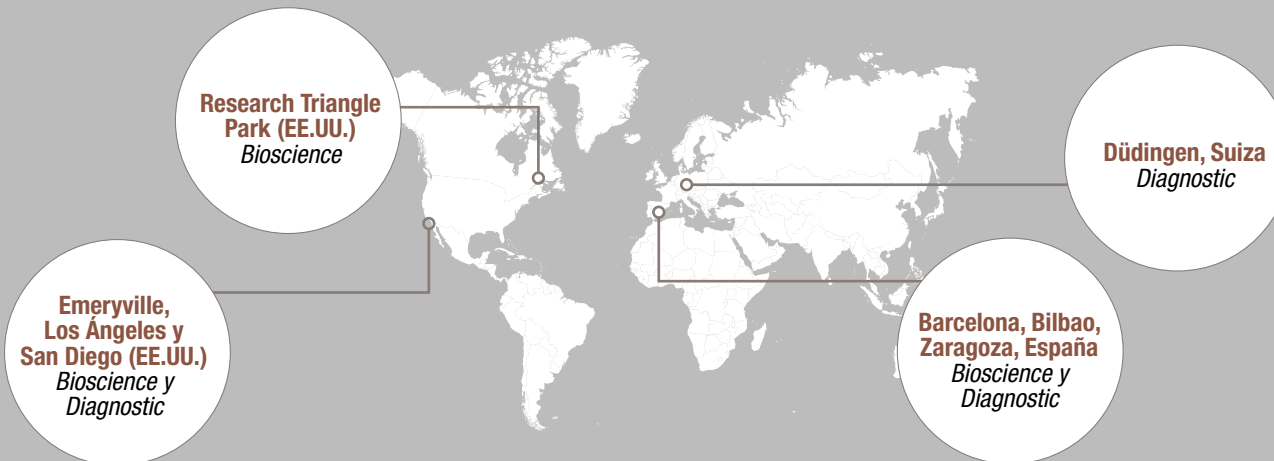 Research Triangle
Park (EE.UU.)
Bioscience
Düdingen, Suiza
Diagnostic
Emeryville,
Los Ángeles y
San Diego (EE.UU.)
Bioscience y
Diagnostic
Barcelona, Bilbao,
Zaragoza, España
Bioscience y
Diagnostic